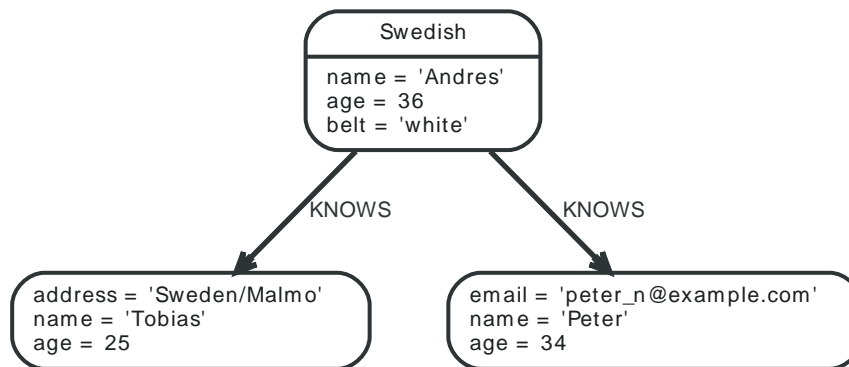 Swedish
name = 'Andres'
age = 36
belt = 'white'
KNOWS
KNOWS
address = 'Sweden/Malmo'
name = 'Tobias'
age = 25
email = 'peter_n@example.com'
name = 'Peter'
age = 34